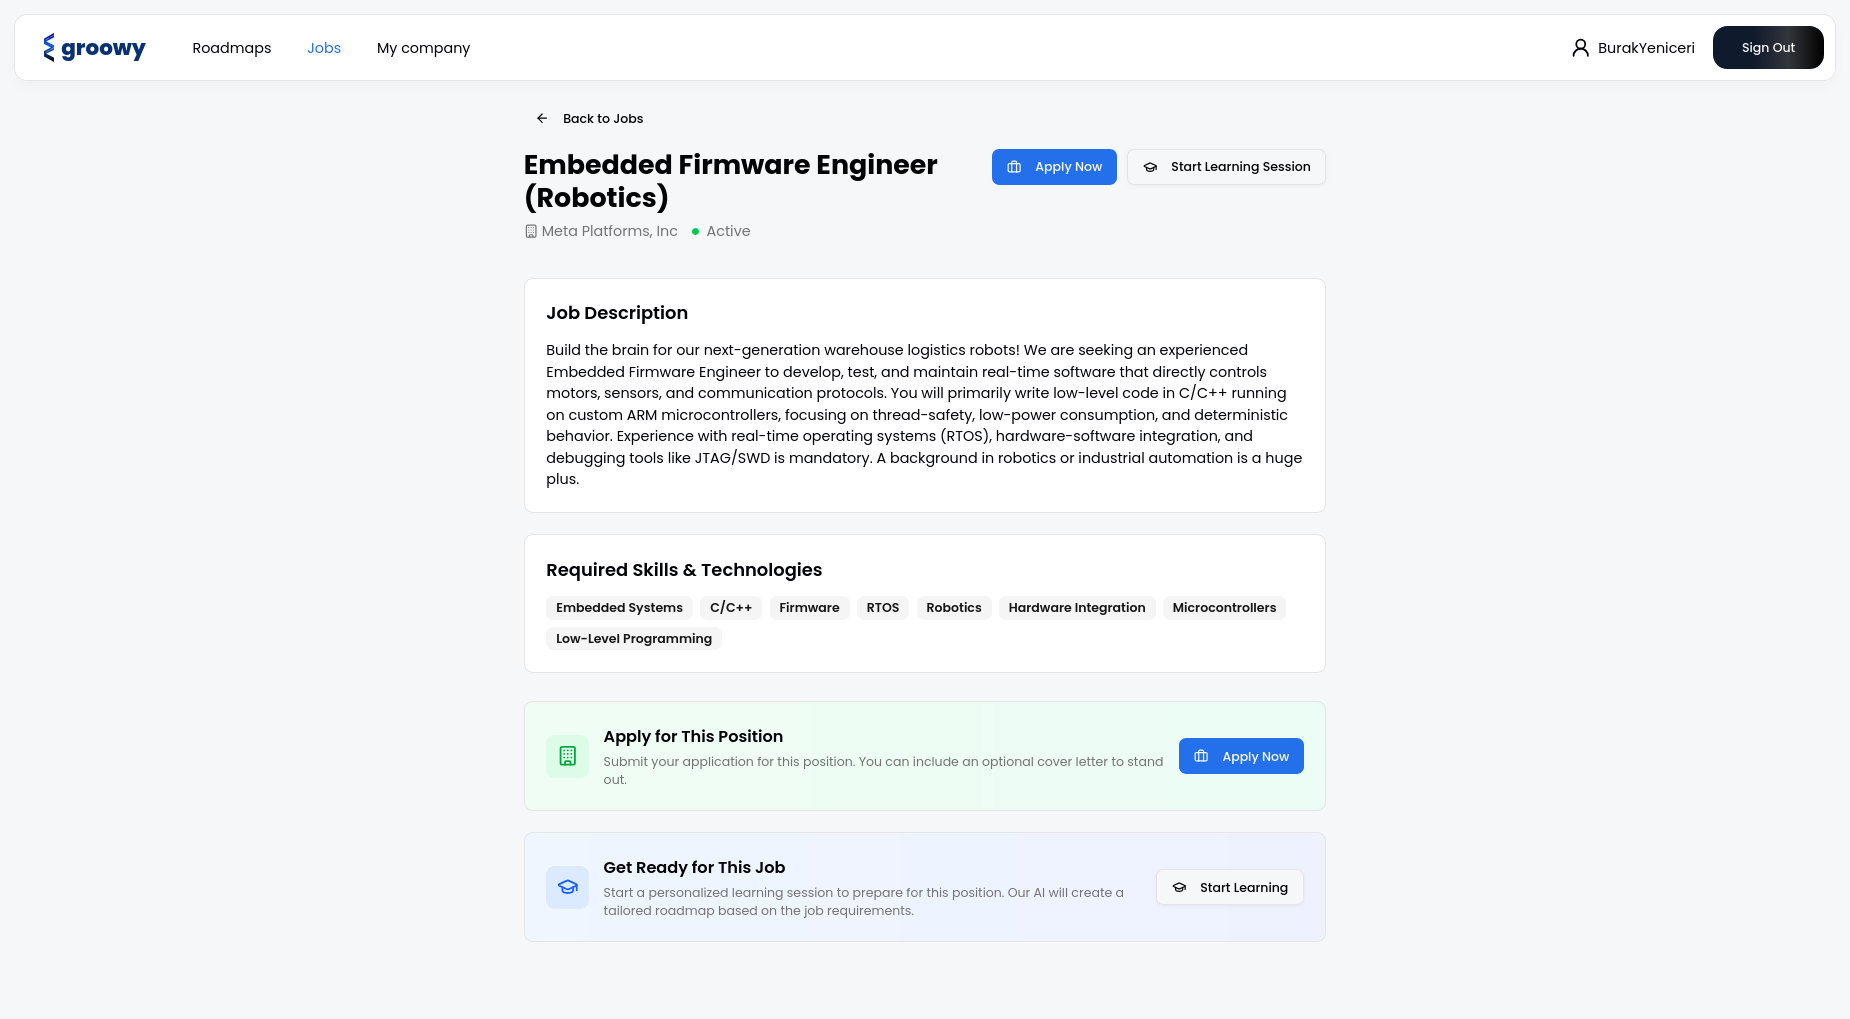 groowy
Roadmaps
Jobs
My company
BurakYeniceri
Sign Out
Back to Jobs
Embedded Firmware Engineer
(Robotics)
Apply Now
Start Learning Session
Meta Platforms, Inc
Active
Job Description
Build the brain for our next-generation warehouse logistics robots! We are seeking an experienced
Embedded Firmware Engineer to develop, test, and maintain real-time software that directly controls
motors, sensors, and communication protocols. You will primarily write low-level code in C/C++ running
on custom ARM microcontrollers, focusing on thread-safety, low-power consumption, and deterministic
behavior. Experience with real-time operating systems (RTOS), hardware-software integration, and
debugging tools like JTAG/SWD is mandatory. A background in robotics or industrial automation is a huge
plus.
Required Skills & Technologies
Embedded Systems
C/C++
Firmware
RTOS
Robotics
Hardware Integration
Microcontrollers
Low-Level Programming
Apply for This Position
Submit your application for this position. You can include an optional cover letter to stand
out.
Apply Now
Get Ready for This Job
Start a personalized learning session to prepare for this position. Our AI will create a
tailored roadmap based on the job requirements.
Start Learning